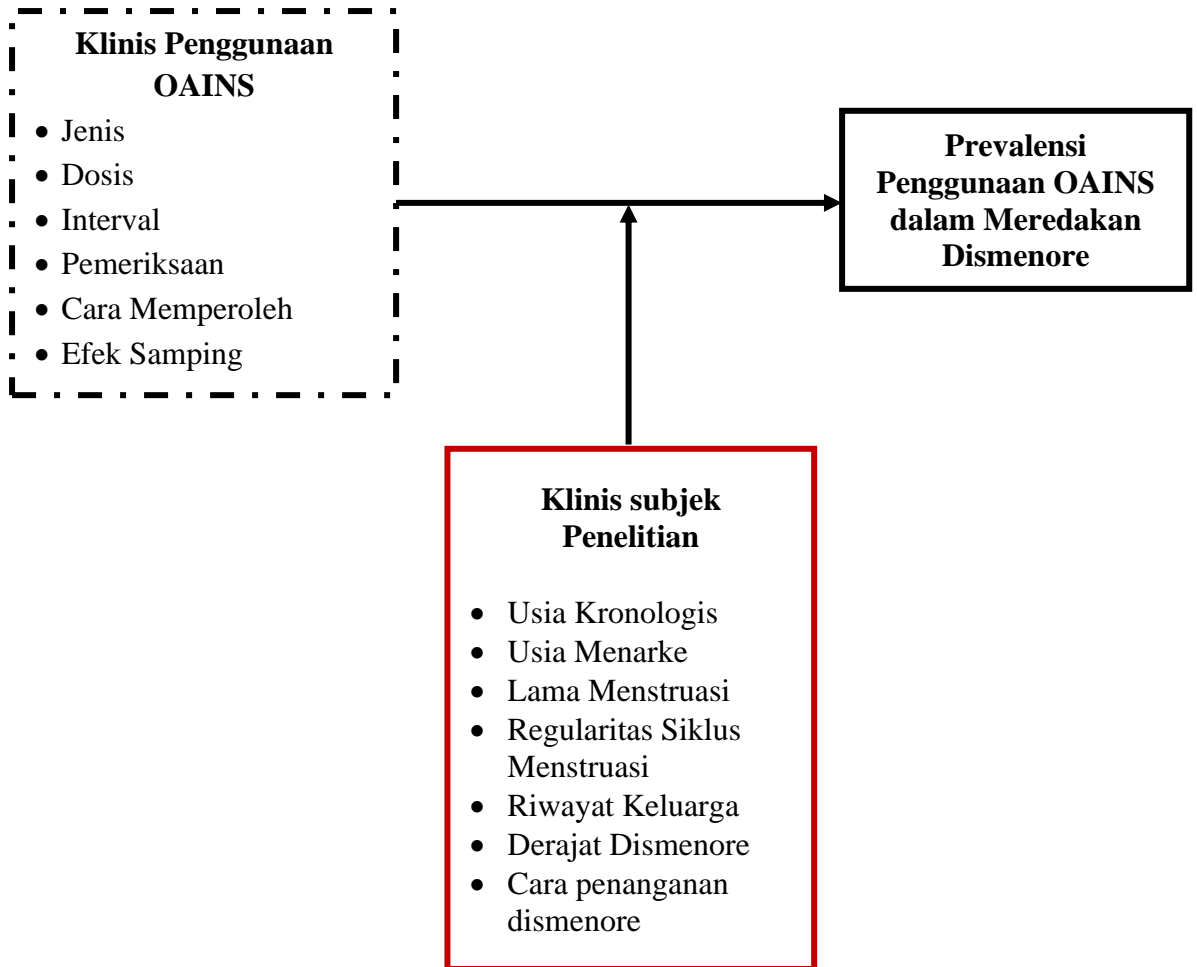 Klinis Penggunaan
OAINS
• Jenis
• Dosis
• Interval
• Pemeriksaan
• Cara Memperoleh
• Efek Samping
Prevalensi
Penggunaan OAINS
dalam Meredakan
Dismenore
Klinis subjek
Penelitian
• Usia Kronologis
• Usia Menarke
• Lama Menstruasi
• Regularitas Siklus
Menstruasi
• Riwayat Keluarga
• Derajat Dismenore
• Cara penanganan
dismenore